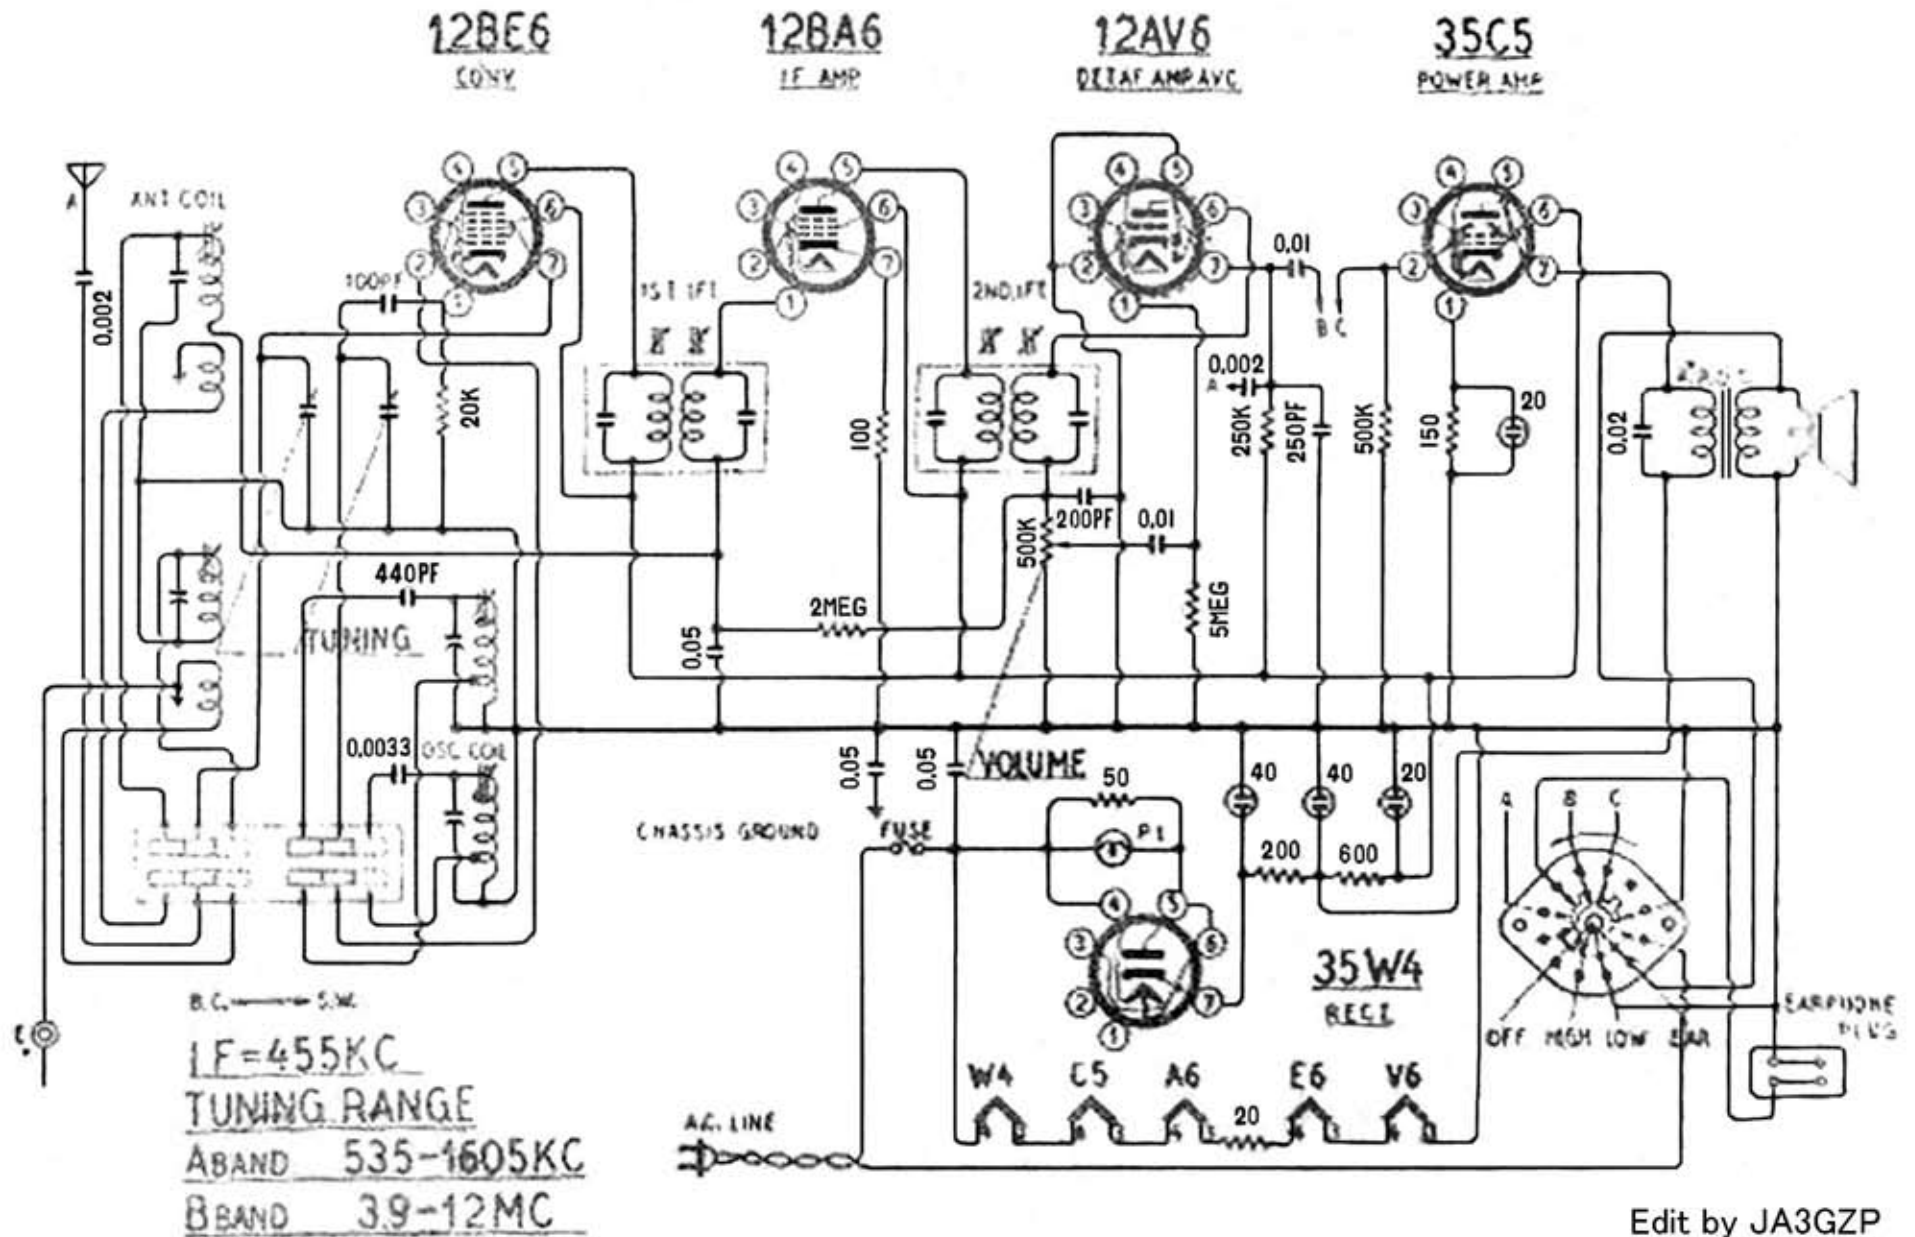 12BE6
CONV
12BA6
IF AMP
12AV6
DET.AF AMP.AVC
35C5
POWER AMP
A
ANT COIL
0.002
100PF
20K
1ST IFT
100
2ND.IFT
0.01
B C
0.002
A
250K
250PF
500K
150
20
0.02
200PF
0.01
500K
5MEG
440PF
TUNING
2MEG
0.05
0.0033
OSC COIL
0.05
0.05
VOLUME
CHASSIS GROUND
FUSE
50
40
40
20
200
600
A B C
35W4
RECT
OFF HIGH LOW EAR
EARPHONE
PLUG
B.C. S.W.
E
IF=455KC
TUNING RANGE
A BAND 535-1605KC
B BAND 3.9-12MC
A.C. LINE
W4 C5 A6 E6 V6
20
Edit by JA3GZP